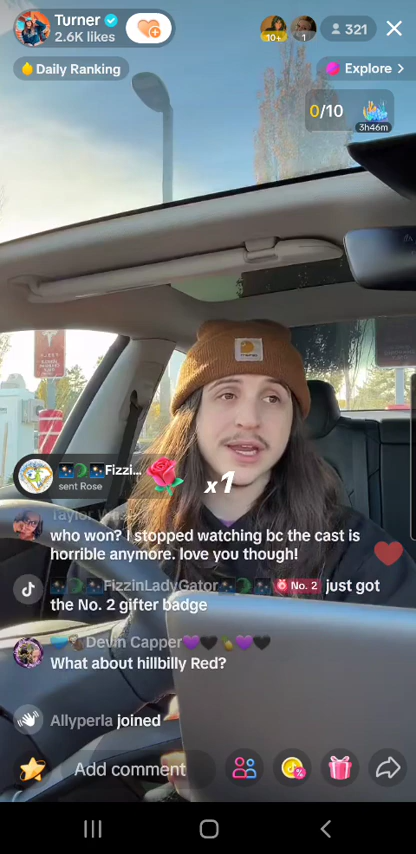 Turner
2.6K likes
10+
1
321
Daily Ranking
Explore >
0/10
3h46m
Fizzi...
sent Rose
x1
who won? I stopped watching bc the cast is
horrible anymore. love you though!
FizzinLadyGator No. 2 just got
the No. 2 gifter badge
Devin Capper
What about hillbilly Red?
Allyperla joined
Add comment